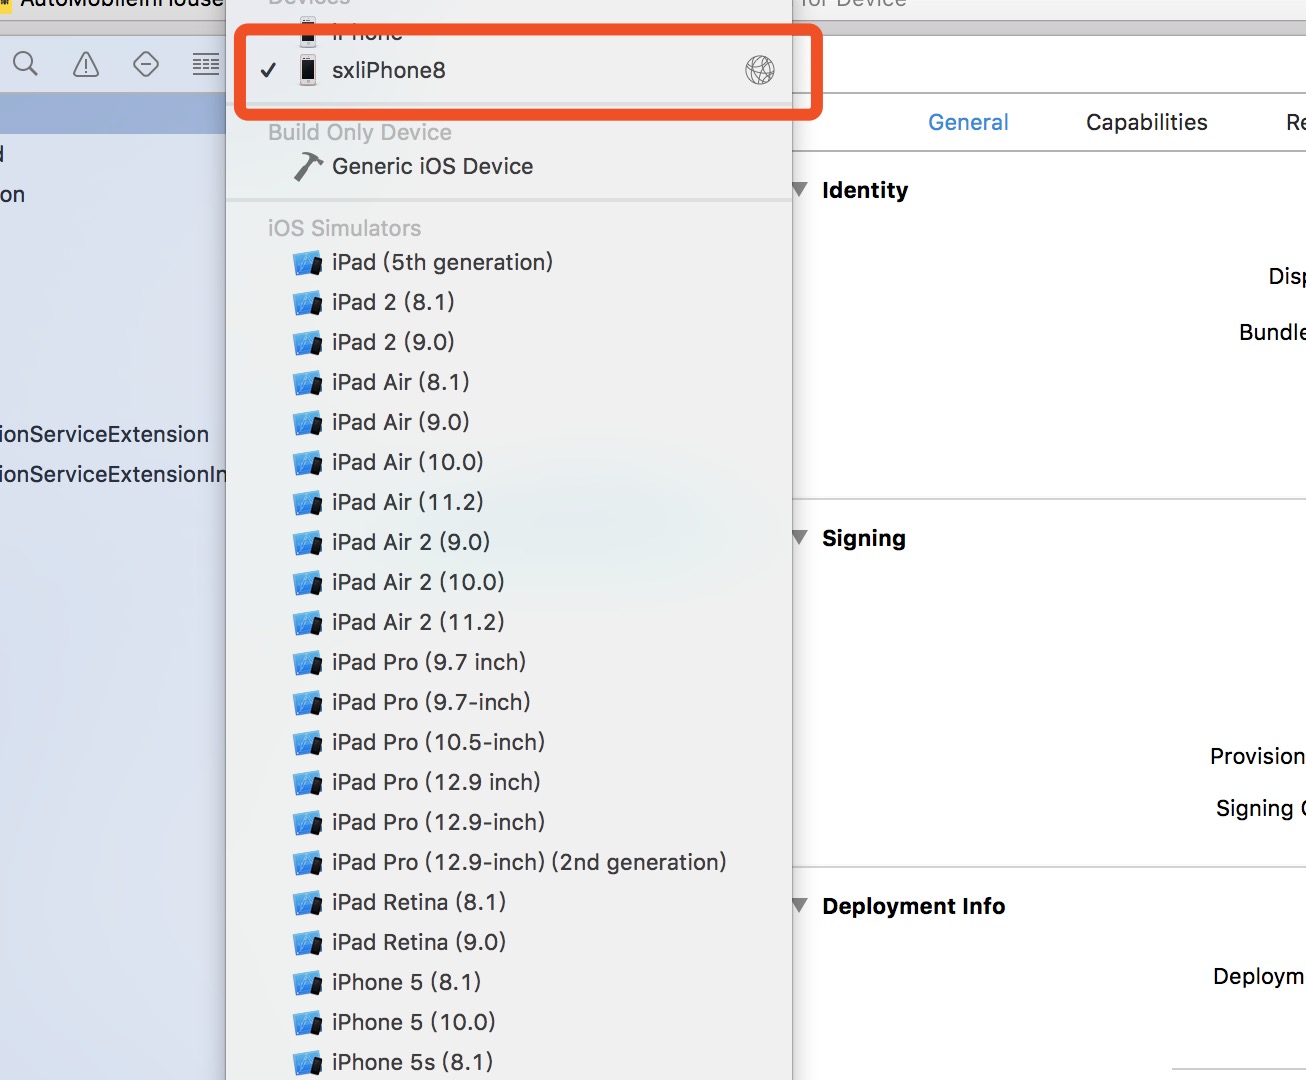 AutoMobileInHouse
for Device
Devices
iPhone
sxliPhone8
Build Only Device
Generic iOS Device
iOS Simulators
iPad (5th generation)
iPad 2 (8.1)
iPad 2 (9.0)
iPad Air (8.1)
iPad Air (9.0)
iPad Air (10.0)
iPad Air (11.2)
iPad Air 2 (9.0)
iPad Air 2 (10.0)
iPad Air 2 (11.2)
iPad Pro (9.7 inch)
iPad Pro (9.7-inch)
iPad Pro (10.5-inch)
iPad Pro (12.9 inch)
iPad Pro (12.9-inch)
iPad Pro (12.9-inch) (2nd generation)
iPad Retina (8.1)
iPad Retina (9.0)
iPhone 5 (8.1)
iPhone 5 (10.0)
iPhone 5s (8.1)
d
on
ionServiceExtension
ionServiceExtensionIn
General
Capabilities
Re
Identity
Disp
Bundle
Signing
Provision
Signing C
Deployment Info
Deploym